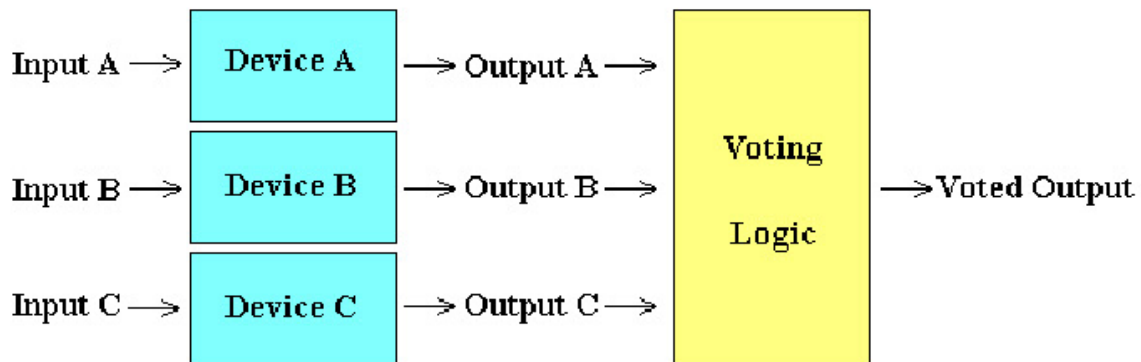 Input A Device A Output A
Input B Device B Output B
Input C Device C Output C
Voting
Logic
Voted Output